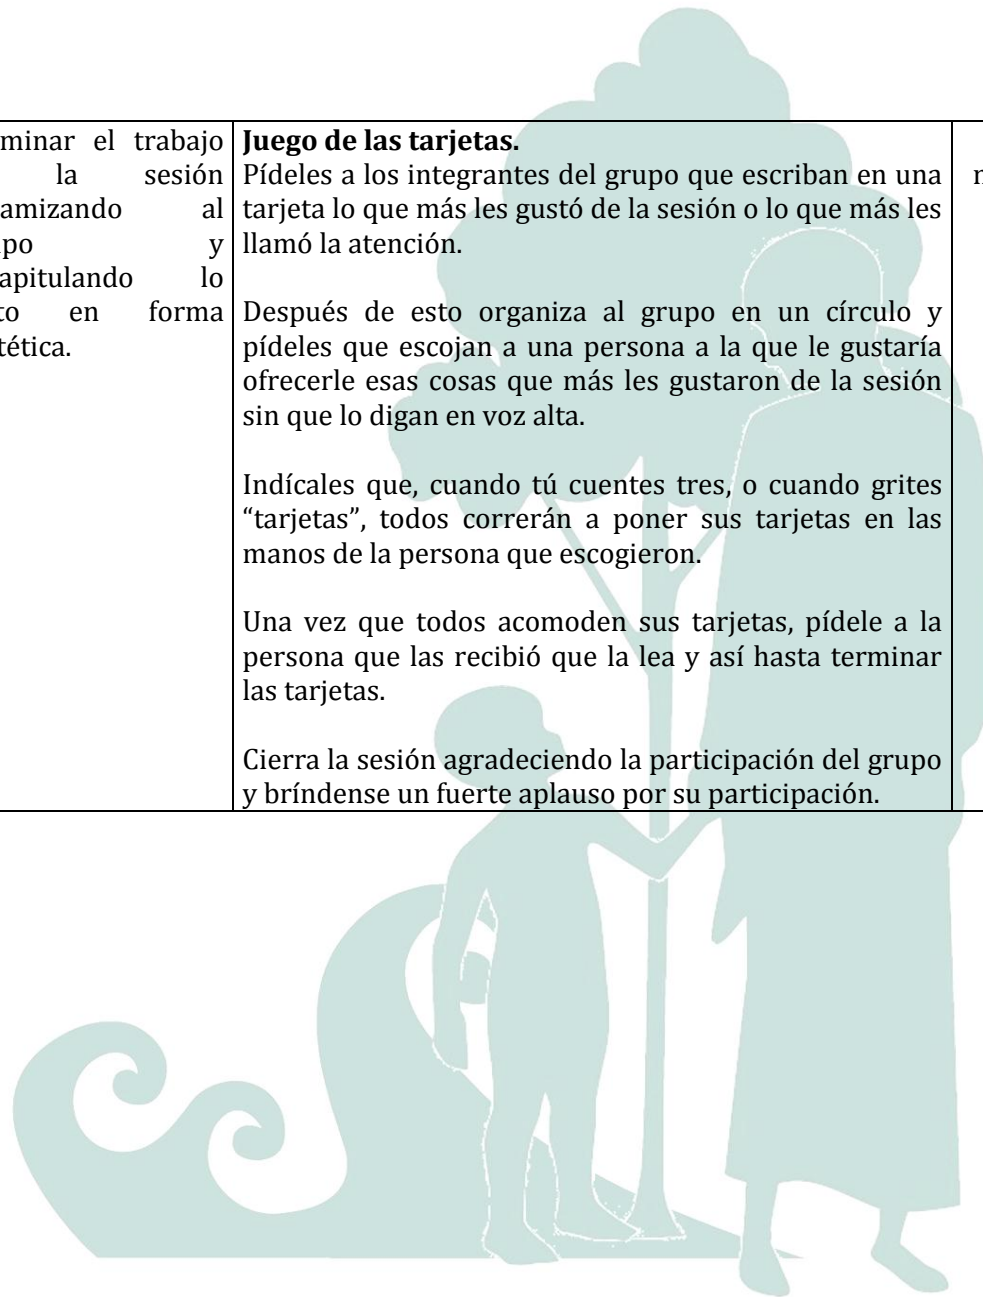 minar el trabajo
la sesión
amizando al
po y
apitulando lo
to en forma
tética.
Juego de las tarjetas.
Pídeles a los integrantes del grupo que escriban en una
tarjeta lo que más les gustó de la sesión o lo que más les
llamó la atención.
Después de esto organiza al grupo en un círculo y
pídeles que escojan a una persona a la que le gustaría
ofrecerle esas cosas que más les gustaron de la sesión
sin que lo digan en voz alta.
Indícales que, cuando tú cuentes tres, o cuando grites
“tarjetas”, todos correrán a poner sus tarjetas en las
manos de la persona que escogieron.
Una vez que todos acomoden sus tarjetas, pídele a la
persona que las recibió que la lea y así hasta terminar
las tarjetas.
Cierra la sesión agradeciendo la participación del grupo
y bríndense un fuerte aplauso por su participación.